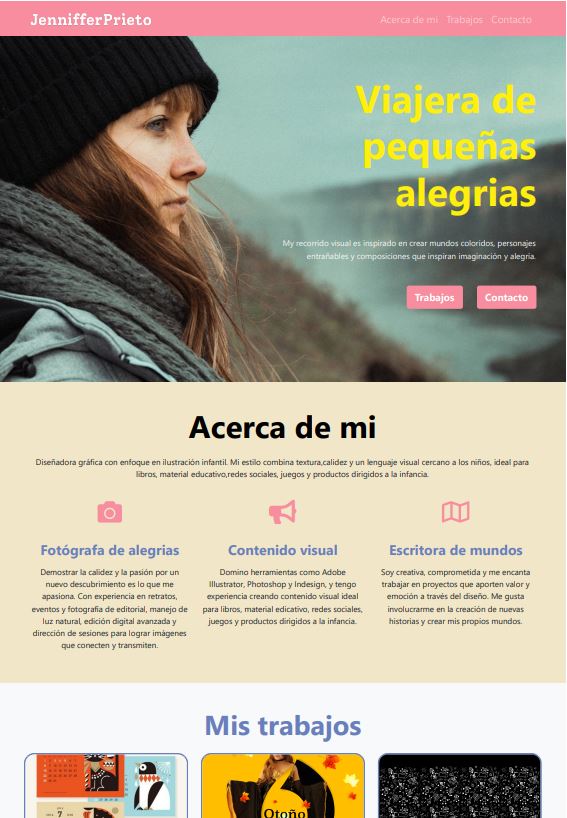 JennifferPrieto
Acerca de mi Trabajos Contacto
Viajera de
pequeñas
alegrias
My recorrido visual es inspirado en crear mundos coloridos, personajes
entrañables y composiciones que inspiran imaginación y alegria.
Trabajos Contacto
Acerca de mi
Diseñadora gráfica con enfoque en ilustración infantil. Mi estilo combina textura,calidez y un lenguaje visual cercano a los niños, ideal para
libros, material educativo,redes sociales, juegos y productos dirigidos a la infancia.
Fotógrafa de alegrias
Demostrar la calidez y la pasión por un
nuevo descubrimiento es lo que me
apasiona. Con experiencia en retratos,
eventos y fotografía de editorial, manejo de
luz natural, edición digital avanzada y
dirección de sesiones para lograr imágenes
que conecten y transmiten.
Contenido visual
Domino herramientas como Adobe
Illustrator, Photoshop y Indesign, y tengo
experiencia creando contenido visual ideal
para libros, material edicativo, redes sociales,
juegos y productos dirigidos a la infancia.
Escritora de mundos
Soy creativa, comprometida y me encanta
trabajar en proyectos que aporten valor y
emoción a través del diseño. Me gusta
involucrarme en la creación de nuevas
historias y crear mis propios mundos.
Mis trabajos
7
Otoño